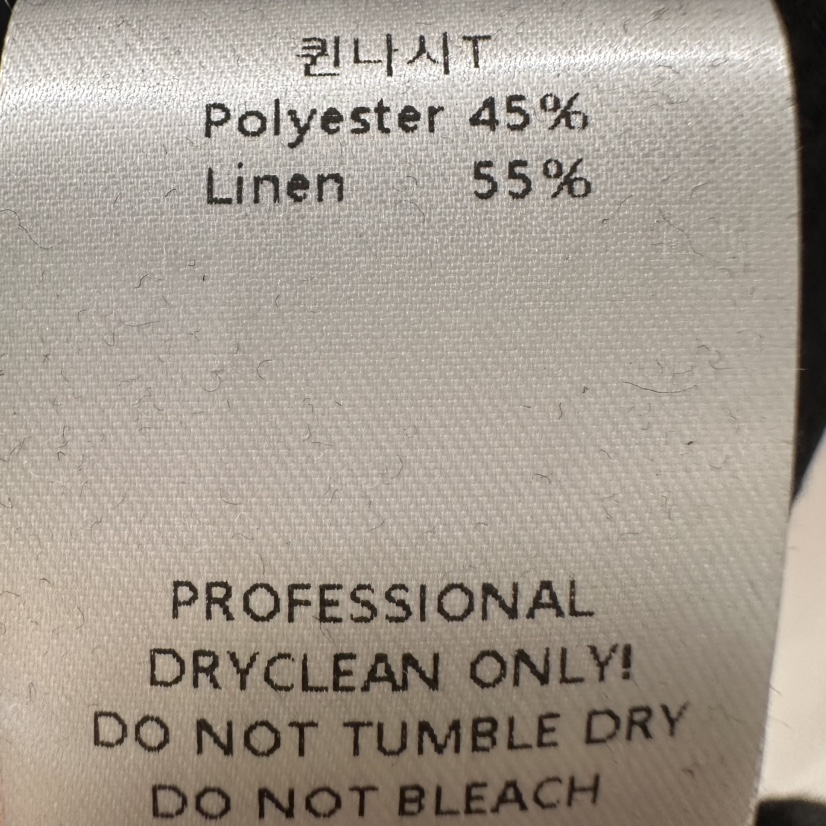 퀸나시T
Polyester 45%
Linen 55%
PROFESSIONAL
DRYCLEAN ONLY!
DO NOT TUMBLE DRY
DO NOT BLEACH